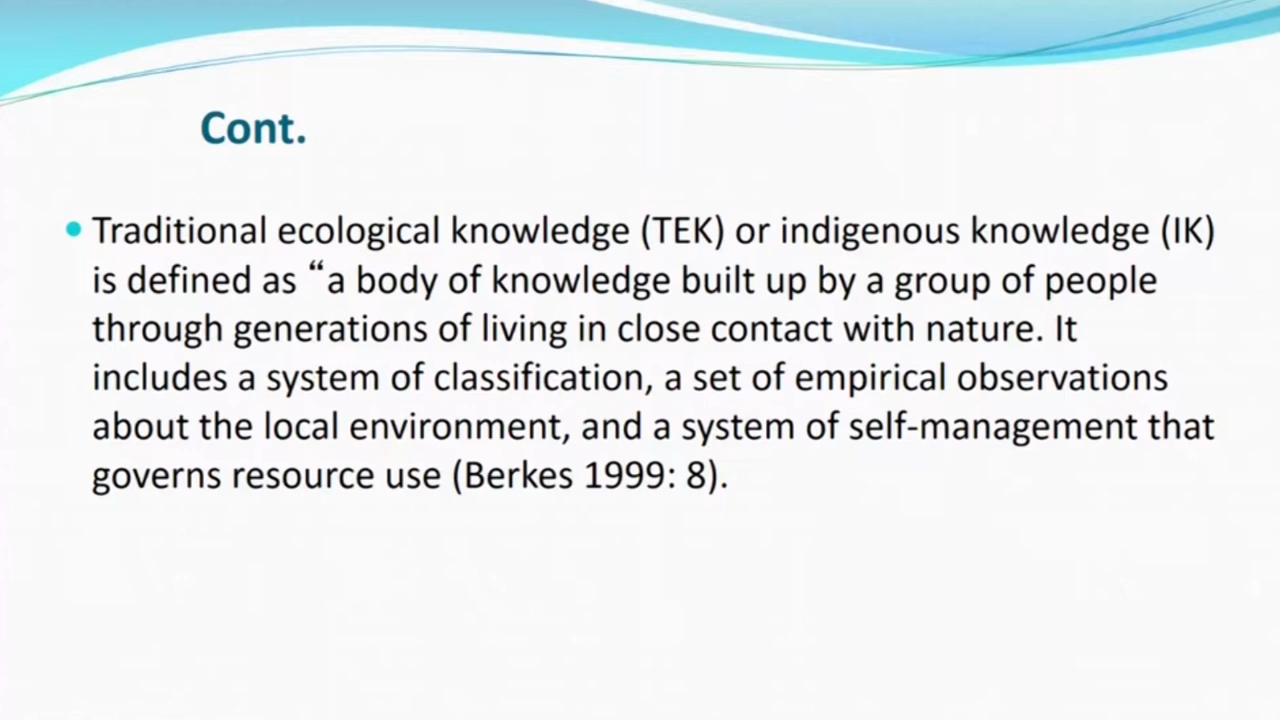 Cont.
Traditional ecological knowledge (TEK) or indigenous knowledge (IK)
is defined as “a body of knowledge built up by a group of people
through generations of living in close contact with nature. It
includes a system of classification, a set of empirical observations
about the local environment, and a system of self-management that
governs resource use (Berkes 1999: 8).